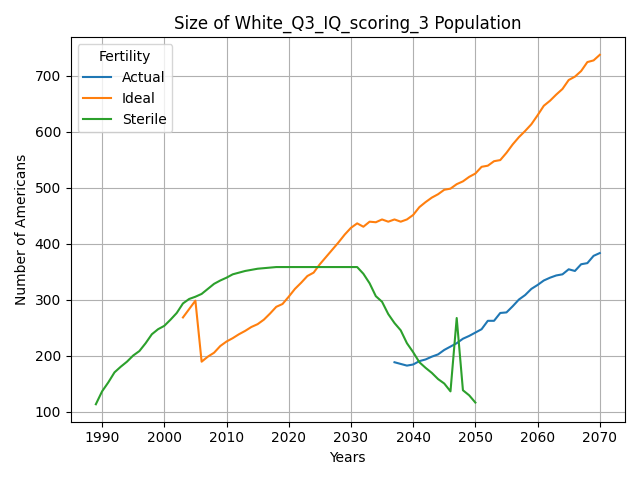 Size of White_Q3_IQ_scoring_3 Population
Fertility
Actual
Ideal
Sterile
Number of Americans
700
600
500
400
300
200
100
1990 2000 2010 2020 2030 2040 2050 2060 2070
Years